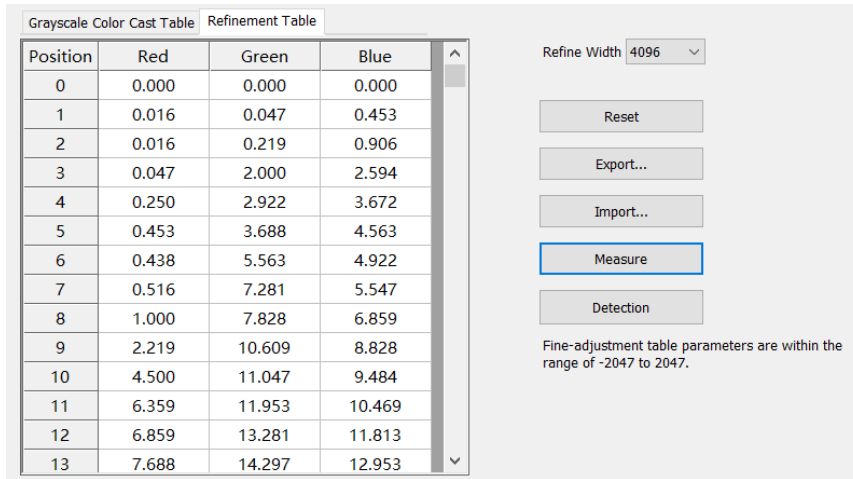 Grayscale Color Cast Table Refinement Table
Position Red Green Blue
0 0.000 0.000 0.000
1 0.016 0.047 0.453
2 0.016 0.219 0.906
3 0.047 2.000 2.594
4 0.250 2.922 3.672
5 0.453 3.688 4.563
6 0.438 5.563 4.922
7 0.516 7.281 5.547
8 1.000 7.828 6.859
9 2.219 10.609 8.828
10 4.500 11.047 9.484
11 6.359 11.953 10.469
12 6.859 13.281 11.813
13 7.688 14.297 12.953
Refine Width 4096
Reset
Export...
Import...
Measure
Detection
Fine-adjustment table parameters are within the
range of -2047 to 2047.